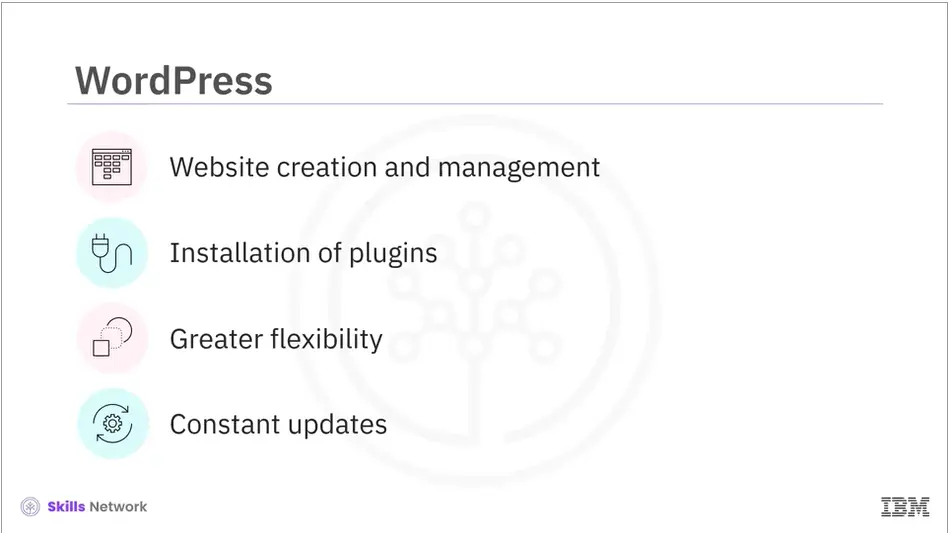 WordPress
Website creation and management
Installation of plugins
Greater flexibility
Constant updates
Skills Network
IBM